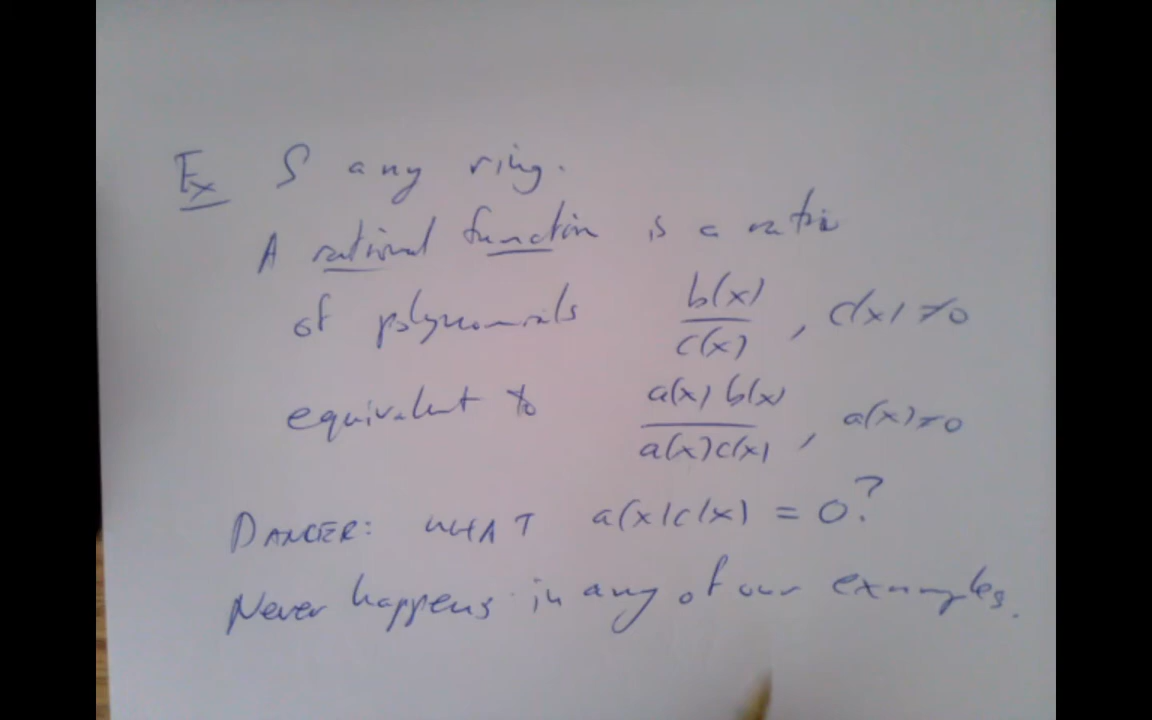 Ex S any ring.
A rational function is a ratio
of polynomials b(x)/c(x), c(x) ≠ 0
equivalent to a(x) b(x)/a(x) c(x), a(x) ≠ 0
DANGER: WHAT a(x) c(x) = 0?
Never happens in any of our examples.